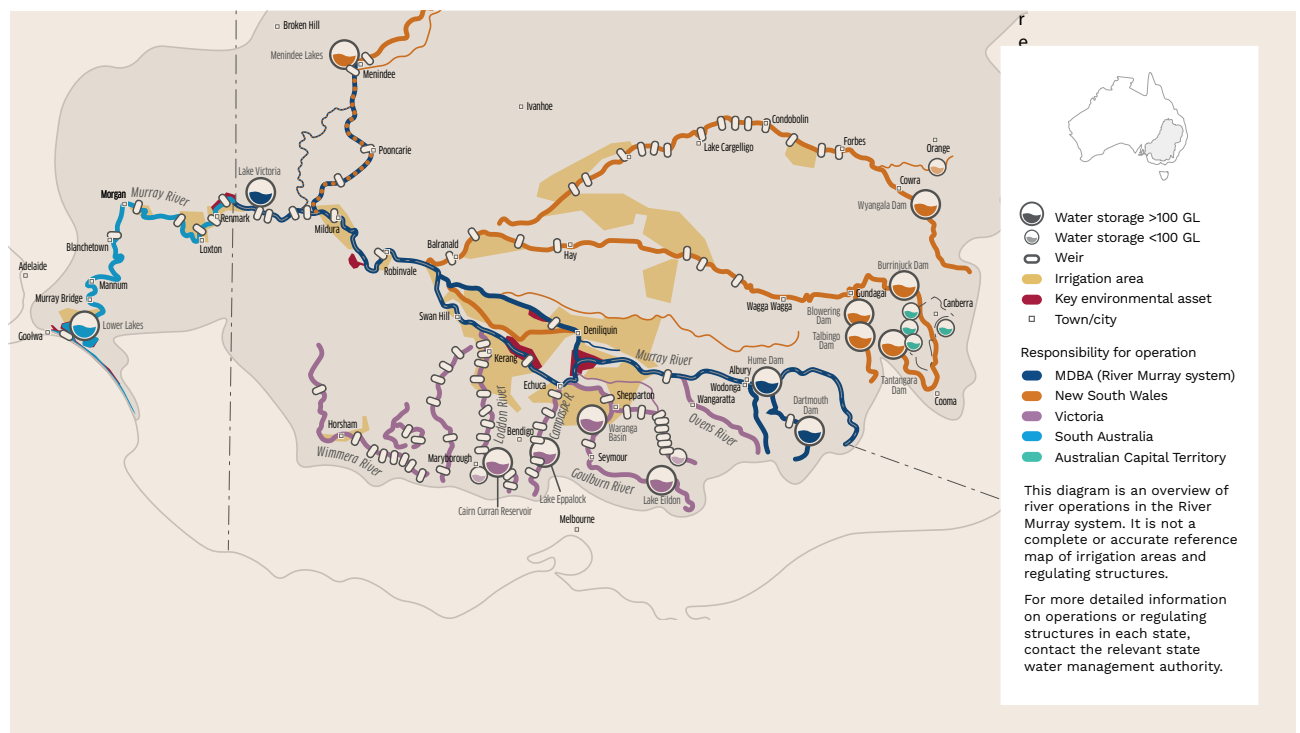 r
e
Broken Hill
Menindee Lakes
Menindee
Ivanhoe
Pooncarie
Condobolin
Lake Cargelligo
Forbes
Orange
Cowra
Wyangala Dam
Lake Victoria
Morgan
Murray River
Renmark
Loxton
Blanchetown
Mildura
Robinvale
Balranald
Hay
Adelaide
Mannum
Murray Bridge
Lower Lakes
Goolwa
Swan Hill
Wagga Wagga
Burrinjuck Dam
Gundagai
Blowering
Dam
Talbingo
Dam
Canberra
Tantangara
Dam
Cooma
Deniliquin
Murray River
Kerang
Echuca
Hume Dam
Albury
Wodonga
Wangaratta
Dartmouth
Dam
Ovens River
Shepparton
Waranga
Basin
Loddon River
Campaspe R
Bendigo
Seymour
Goulburn River
Lake Eildon
Horsham
Wimmera River
Maryborough
Lake Eppalock
Cairn Curran Reservoir
Melbourne
Water storage >100 GL
Water storage <100 GL
Weir
Irrigation area
Key environmental asset
Town/city
Responsibility for operation
MDBA (River Murray system)
New South Wales
Victoria
South Australia
Australian Capital Territory
This diagram is an overview of
river operations in the River
Murray system. It is not a
complete or accurate reference
map of irrigation areas and
regulating structures.
For more detailed information
on operations or regulating
structures in each state,
contact the relevant state
water management authority.